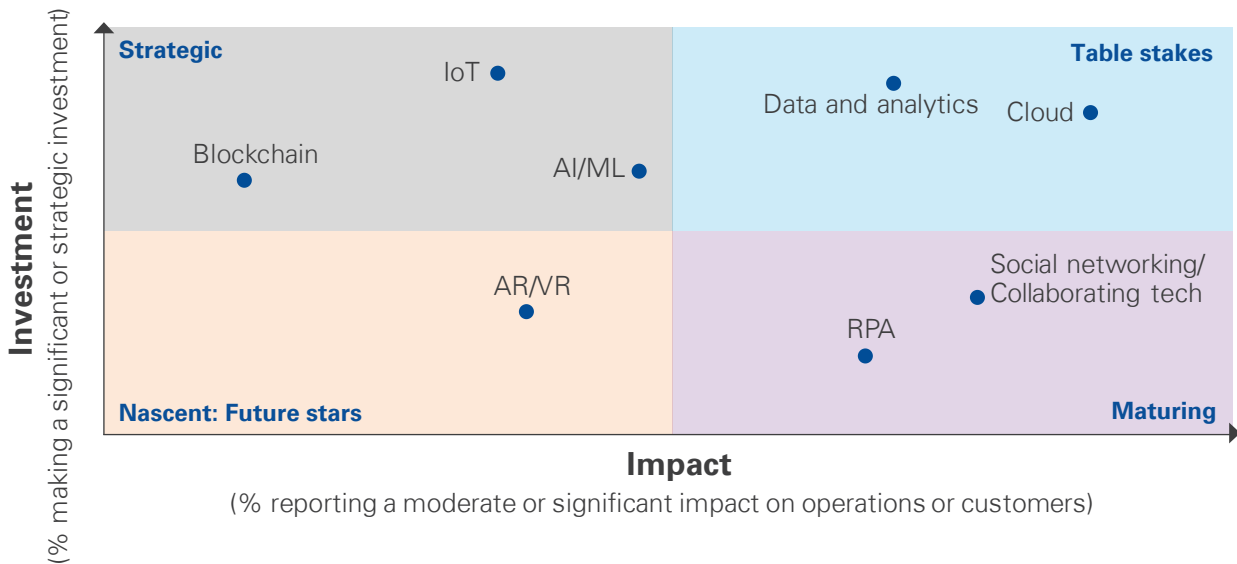 Investment
(% making a significant or strategic investment)
Strategic
Table stakes
IoT
Data and analytics
Cloud
Blockchain
AI/ML
AR/VR
Social networking/
Collaborating tech
RPA
Nascent: Future stars
Maturing
Impact
(% reporting a moderate or significant impact on operations or customers)